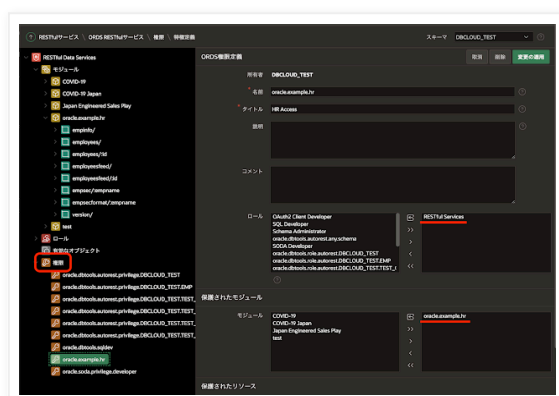 RESTfulサービス \ ORDS RESTfulサービス \ 権限 \ 特権定義
スキーマ DBCLOUD_TEST
RESTful Data Services
モジュール
COVID-19
COVID-19 Japan
Japan Engineered Sales Play
oracle.example.hr
empinfo/
employees/
employees/:id
employeesfeed/
employeesfeed/:id
empsec/:empname
empsecformat/:empname
version/
test
ロール
有効なオブジェクト
権限
oracle.dbtools.autorest.privilege.DBCLOUD_TEST
oracle.dbtools.autorest.privilege.DBCLOUD_TEST.EMP
oracle.dbtools.autorest.privilege.DBCLOUD_TEST.TEST_
oracle.dbtools.autorest.privilege.DBCLOUD_TEST.TEST_
oracle.dbtools.autorest.privilege.DBCLOUD_TEST.TEST_
oracle.dbtools.sqldev
oracle.example.hr
oracle.soda.privilege.developer
ORDS権限定義
取消
削除
変更の適用
所有者 DBCLOUD_TEST
* 名前 oracle.example.hr
* タイトル HR Access
説明
コメント
ロール
OAuth2 Client Developer
SQL Developer
Schema Administrator
oracle.dbtools.autorest.any.schema
SODA Developer
oracle.dbtools.role.autorest.DBCLOUD_TEST
oracle.dbtools.role.autorest.DBCLOUD_TEST.EMP
oracle.dbtools.role.autorest.DBCLOUD_TEST.TEST_
RESTful Services
保護されたモジュール
モジュール
COVID-19
COVID-19 Japan
Japan Engineered Sales Play
test
oracle.example.hr
保護されたリソース